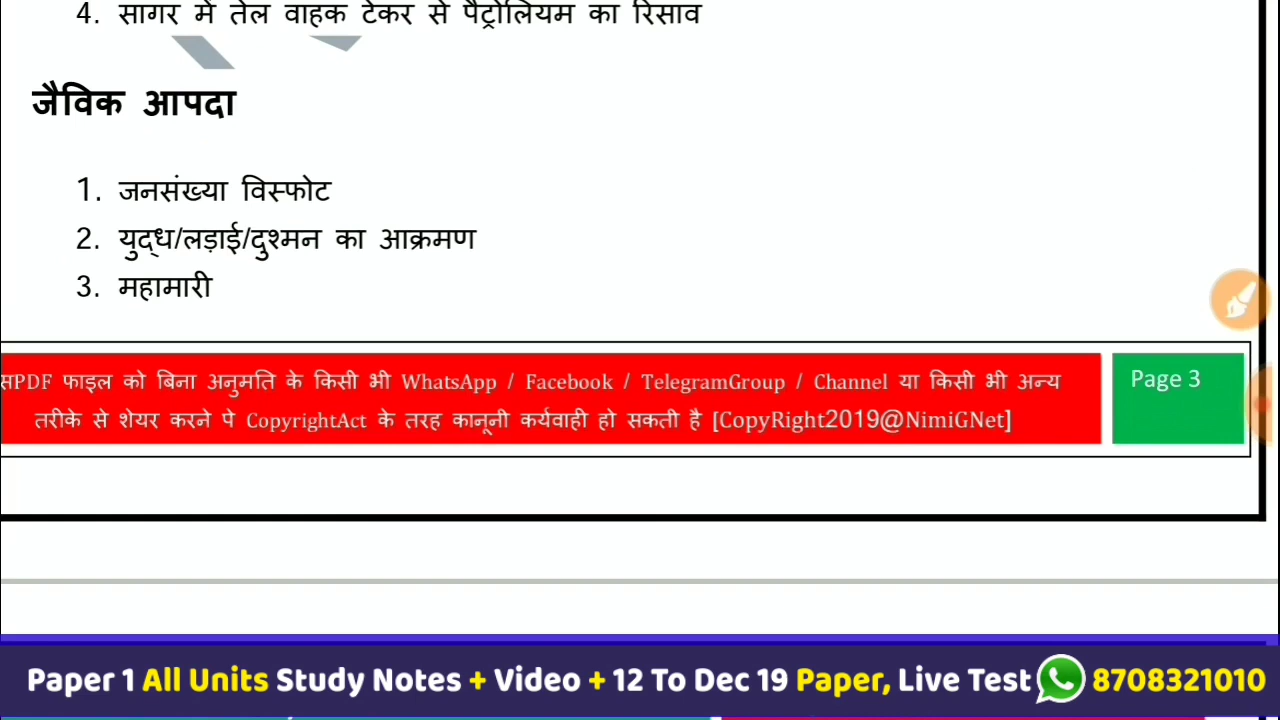 4. सागर में तेल वाहक टेंकर से पैट्रोलियम का रिसाव
जैविक आपदा
1. जनसंख्या विस्फोट
2. युद्ध/लड़ाई/दुश्मन का आक्रमण
3. महामारी
सPDF फाइल को बिना अनुमति के किसी भी WhatsApp / Facebook / TelegramGroup / Channel या किसी भी अन्य
तरीके से शेयर करने पे CopyrightAct के तरह कानूनी कर्यवाही हो सकती है [CopyRight2019@NimiGNet]
Page 3
Paper 1 All Units Study Notes + Video + 12 To Dec 19 Paper, Live Test 8708321010